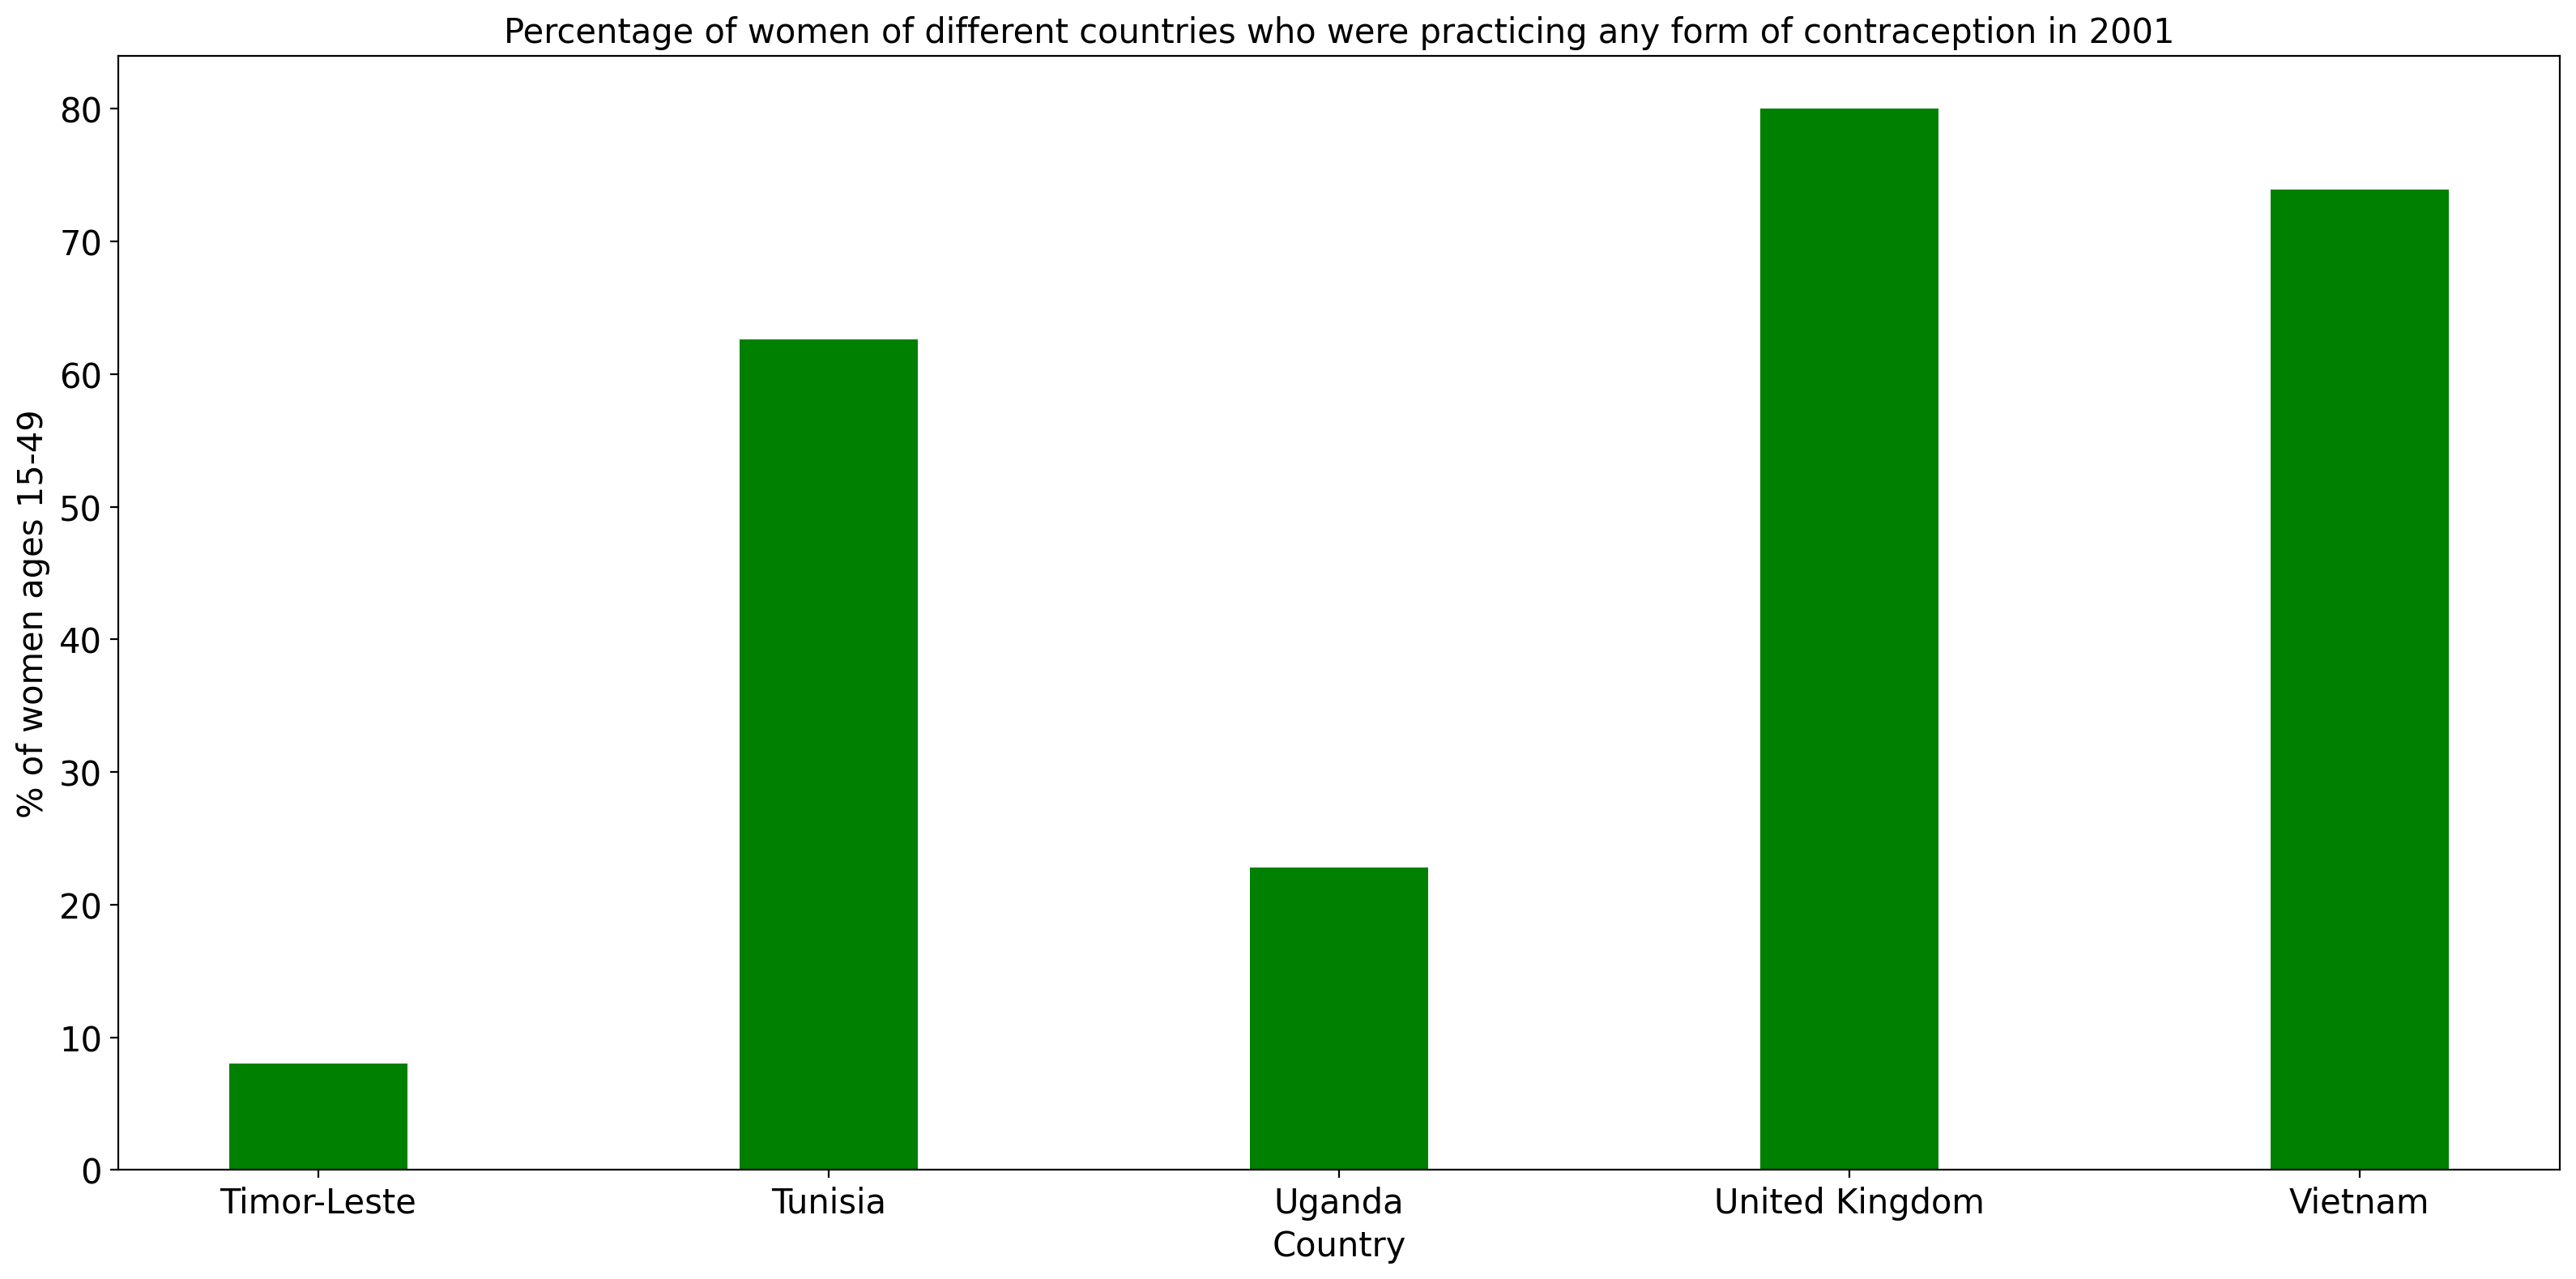 Percentage of women of different countries who were practicing any form of contraception in 2001
% of women ages 15-49
80
70
60
50
40
30
20
10
0
Timor-Leste Tunisia Uganda United Kingdom Vietnam
Country